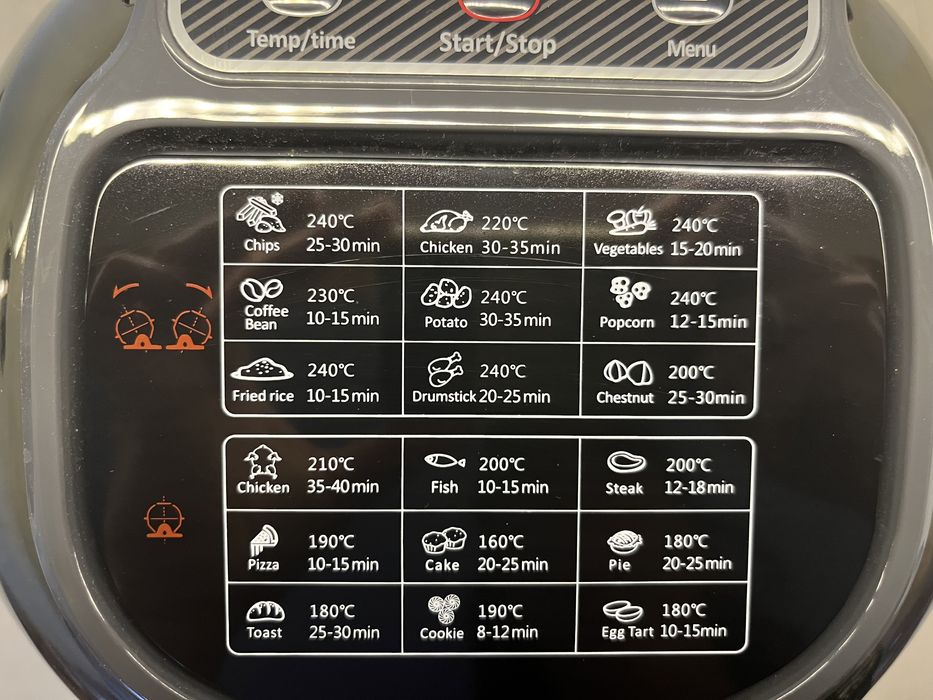 Temp/time Start/Stop Menu
Chips 240℃ 25-30min
Chicken 220℃ 30-35min
Vegetables 240℃ 15-20min
Coffee Bean 230℃ 10-15min
Potato 240℃ 30-35min
Popcorn 240℃ 12-15min
Fried rice 240℃ 10-15min
Drumstick 240℃ 20-25min
Chestnut 200℃ 25-30min
Chicken 210℃ 35-40min
Fish 200℃ 10-15min
Steak 200℃ 12-18min
Pizza 190℃ 10-15min
Cake 160℃ 20-25min
Pie 180℃ 20-25min
Toast 180℃ 25-30min
Cookie 190℃ 8-12min
Egg Tart 180℃ 10-15min